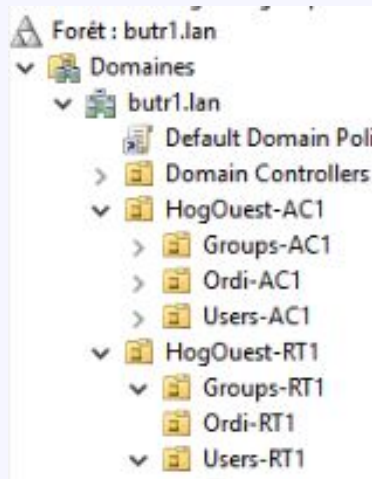 Forêt : butr1.lan
Domaines
butr1.lan
Default Domain Poli
Domain Controllers
HogOuest-AC1
Groups-AC1
Ordi-AC1
Users-AC1
HogOuest-RT1
Groups-RT1
Ordi-RT1
Users-RT1